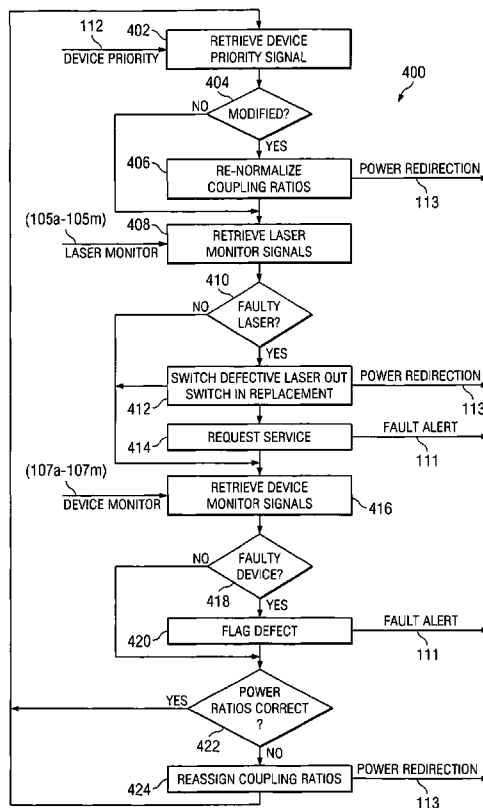 112
402
RETRIEVE DEVICE
PRIORITY SIGNAL
DEVICE PRIORITY
404
400
NO
MODIFIED?
YES
406
RE-NORMALIZE
COUPLING RATIOS
POWER REDIRECTION
113
(105a-105m)
408
RETRIEVE LASER
MONITOR SIGNALS
LASER MONITOR
410
NO
FAULTY
LASER?
YES
SWITCH DEFECTIVE LASER OUT
SWITCH IN REPLACEMENT
POWER REDIRECTION
412
113
414
REQUEST SERVICE
FAULT ALERT
111
(107a-107m)
RETRIEVE DEVICE
MONITOR SIGNALS
DEVICE MONITOR
416
NO
FAULTY
DEVICE?
418
YES
420
FLAG DEFECT
FAULT ALERT
111
YES
POWER
RATIOS CORRECT
?
422
NO
424
REASSIGN COUPLING RATIOS
POWER REDIRECTION
113